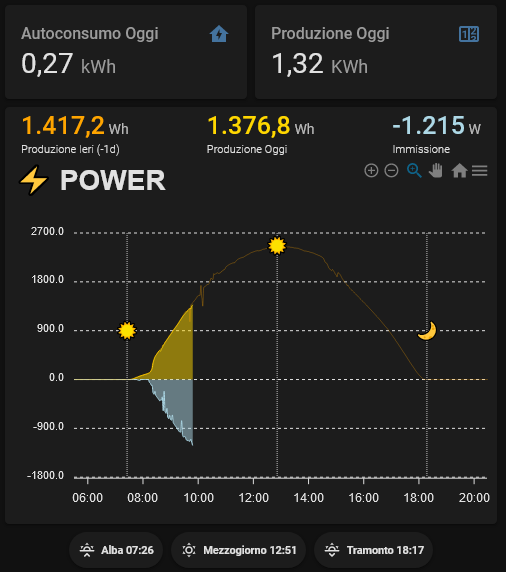 Autoconsumo Oggi
0,27 kWh
Produzione Oggi
1,32 KWh
1.417,2 Wh
Produzione Ieri (-1d)
1.376,8 Wh
Produzione Oggi
-1.215 W
Immissione
POWER
2700.0
1800.0
900.0
0.0
-900.0
-1800.0
06:00 08:00 10:00 12:00 14:00 16:00 18:00 20:00
Alba 07:26
Mezzogiorno 12:51
Tramonto 18:17